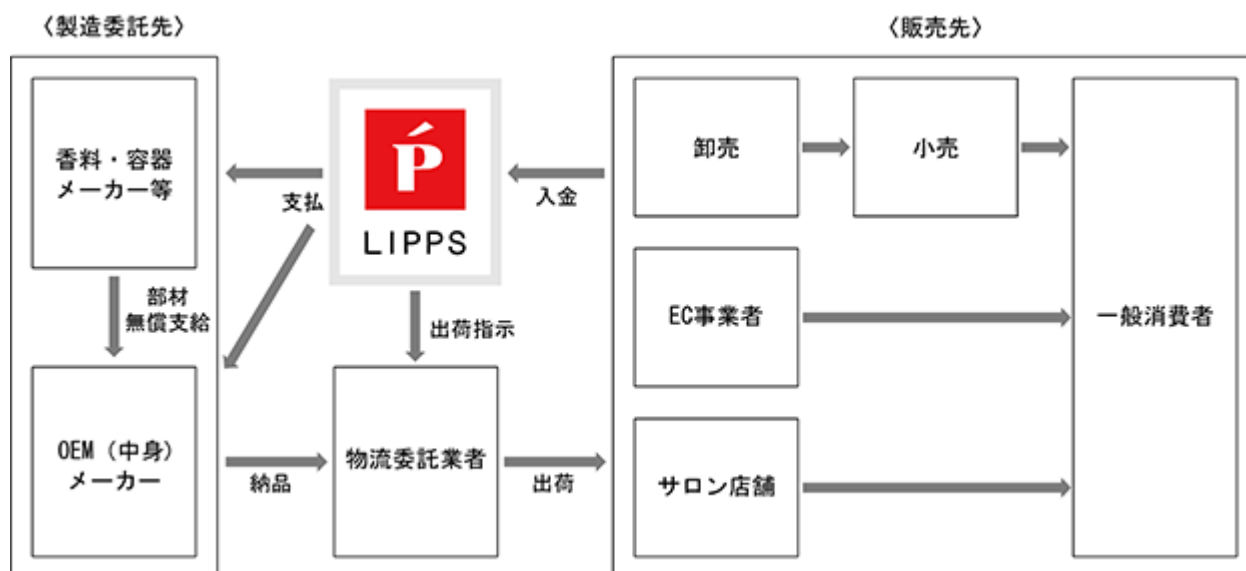 〈製造委託先〉
〈販売先〉
香料・容器
メーカー等
支払
P
LIPPS
入金
卸売
小売
部材
無償支給
出荷指示
EC事業者
一般消費者
OEM（中身）
メーカー
納品
物流委託業者
出荷
サロン店舗